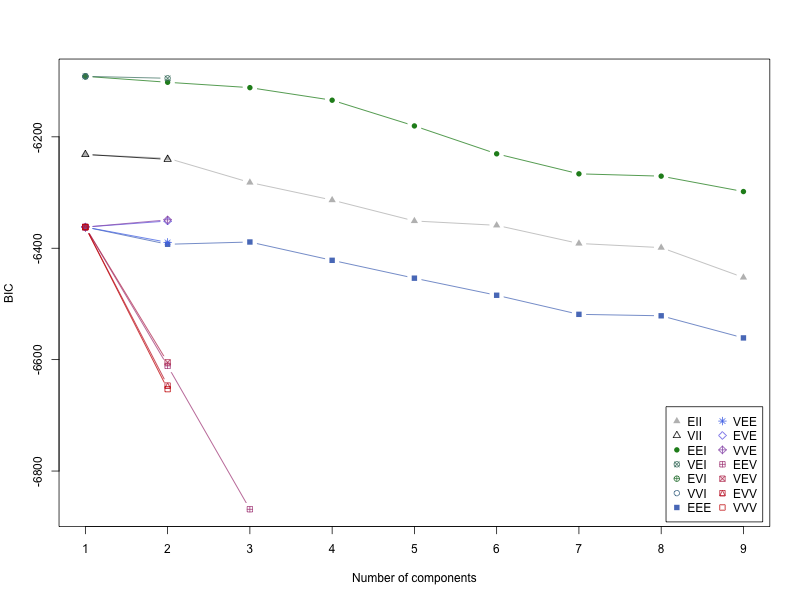 -6200
-6400
-6600
-6800
BIC
1 2 3 4 5 6 7 8 9
Number of components
EII VEE
VII EVE
EEI VVE
VEI EEV
EVI VEV
VVI EVV
EEE VVV